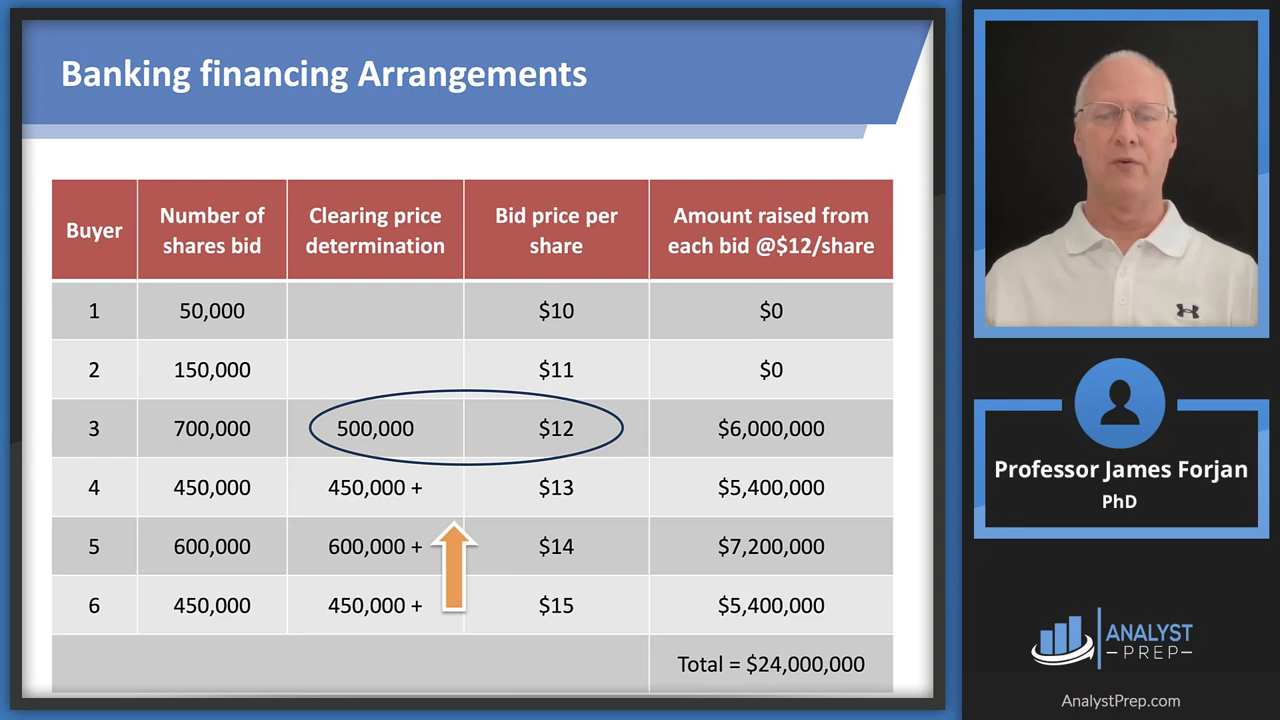 Banking financing Arrangements
Buyer
Number of
shares bid
Clearing price
determination
Bid price per
share
Amount raised from
each bid @$12/share
1 50,000 $10 $0
2 150,000 $11 $0
3 700,000 500,000 $12 $6,000,000
4 450,000 450,000 + $13 $5,400,000
5 600,000 600,000 + $14 $7,200,000
6 450,000 450,000 + $15 $5,400,000
Total = $24,000,000
Professor James Forjan
PhD
ANALYST
–PREP–
AnalystPrep.com